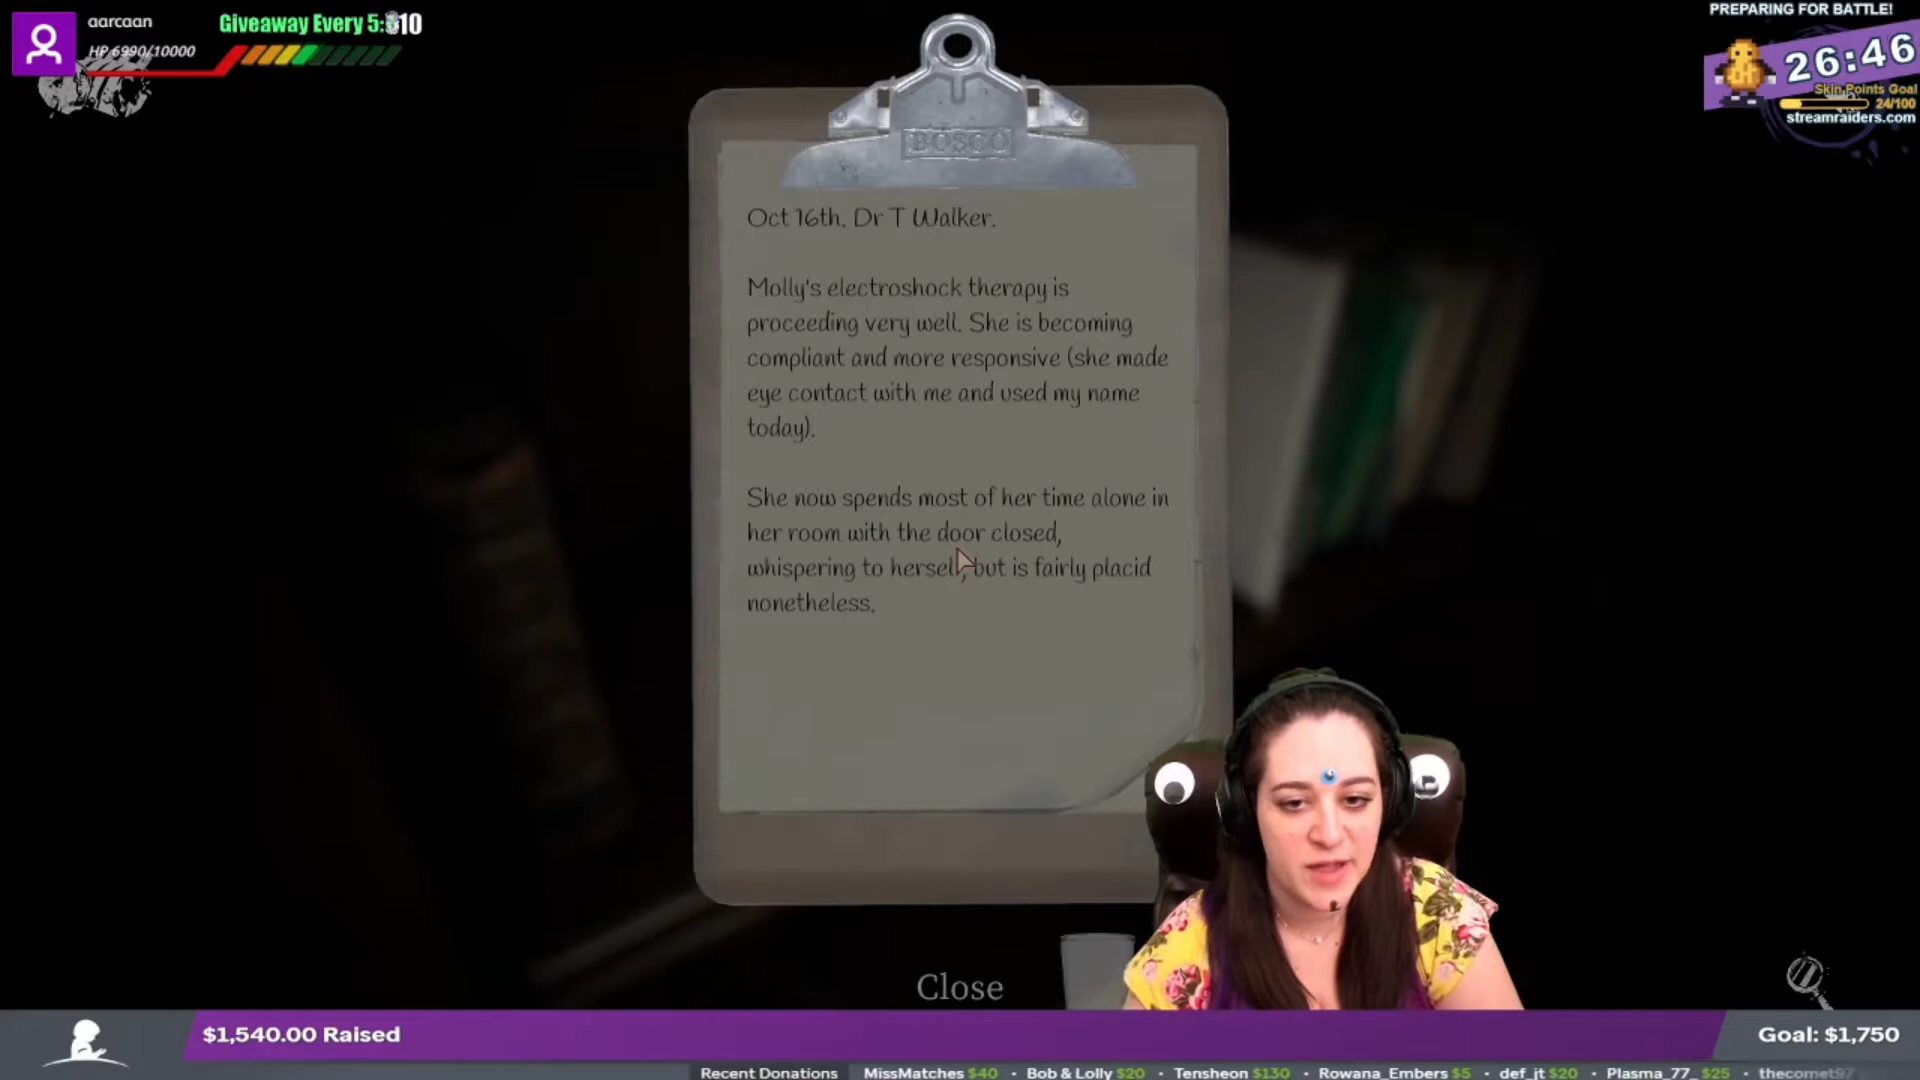 aarcaan
HP 6990/10000
Giveaway Every 5:
10
PREPARING FOR BATTLE!
26:46
Skin Points Goal
24/100
streamraiders.com
BOSCO
Oct 16th. Dr T Walker.
Molly's electroshock therapy is
proceeding very well. She is becoming
compliant and more responsive (she made
eye contact with me and used my name
today).
She now spends most of her time alone in
her room with the door closed,
whispering to herself, but is fairly placid
nonetheless.
Close
$1,540.00 Raised
Goal: $1,750
Recent Donations MissMatches $40 • Bob & Lolly $20 • Tensheon $130 • Rowana_Embers $5 • def_jt $20 • Plasma_77_ $25 • thecomet97